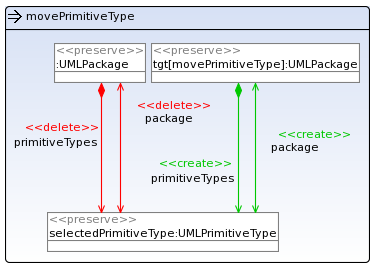 movePrimitiveType
<<preserve>>
:UMLPackage
<<preserve>>
tgt[movePrimitiveType]:UMLPackage
<<delete>>
package
<<delete>>
primitiveTypes
<<create>>
package
<<create>>
primitiveTypes
<<preserve>>
selectedPrimitiveType:UMLPrimitiveType